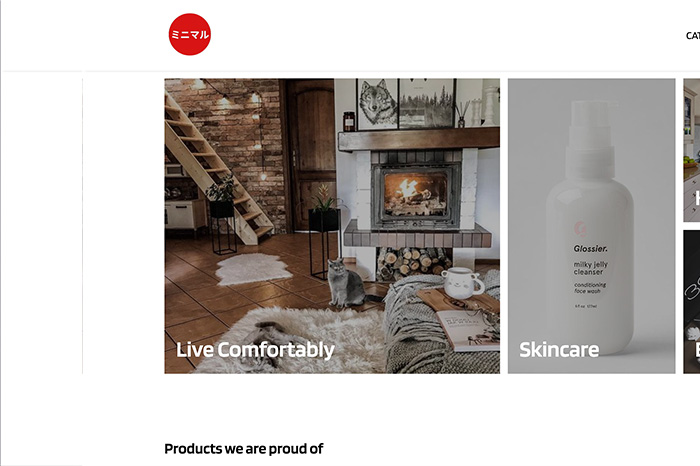 ミニマル
CAT
Live Comfortably
Glossier.
milky jelly
cleanser
conditioning
face wash
Skincare
Products we are proud of